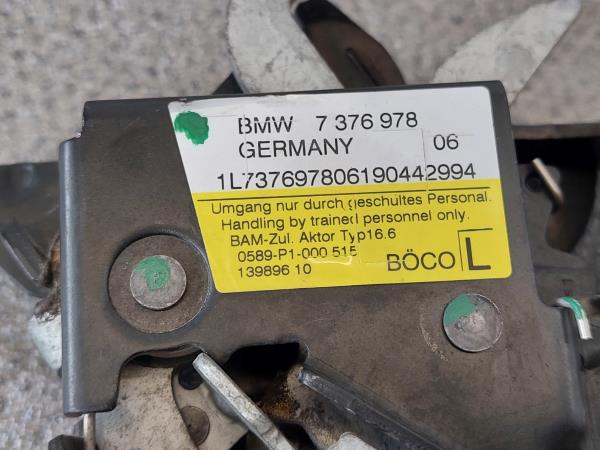 BMW 7 376 978
GERMANY 06
1L737697806190442994
Umgang nur durch geschultes Personal.
Handling by trained personnel only.
BAM-Zul. Aktor Typ16.6
0589-P1-000 515
139896 10 BÖCO L